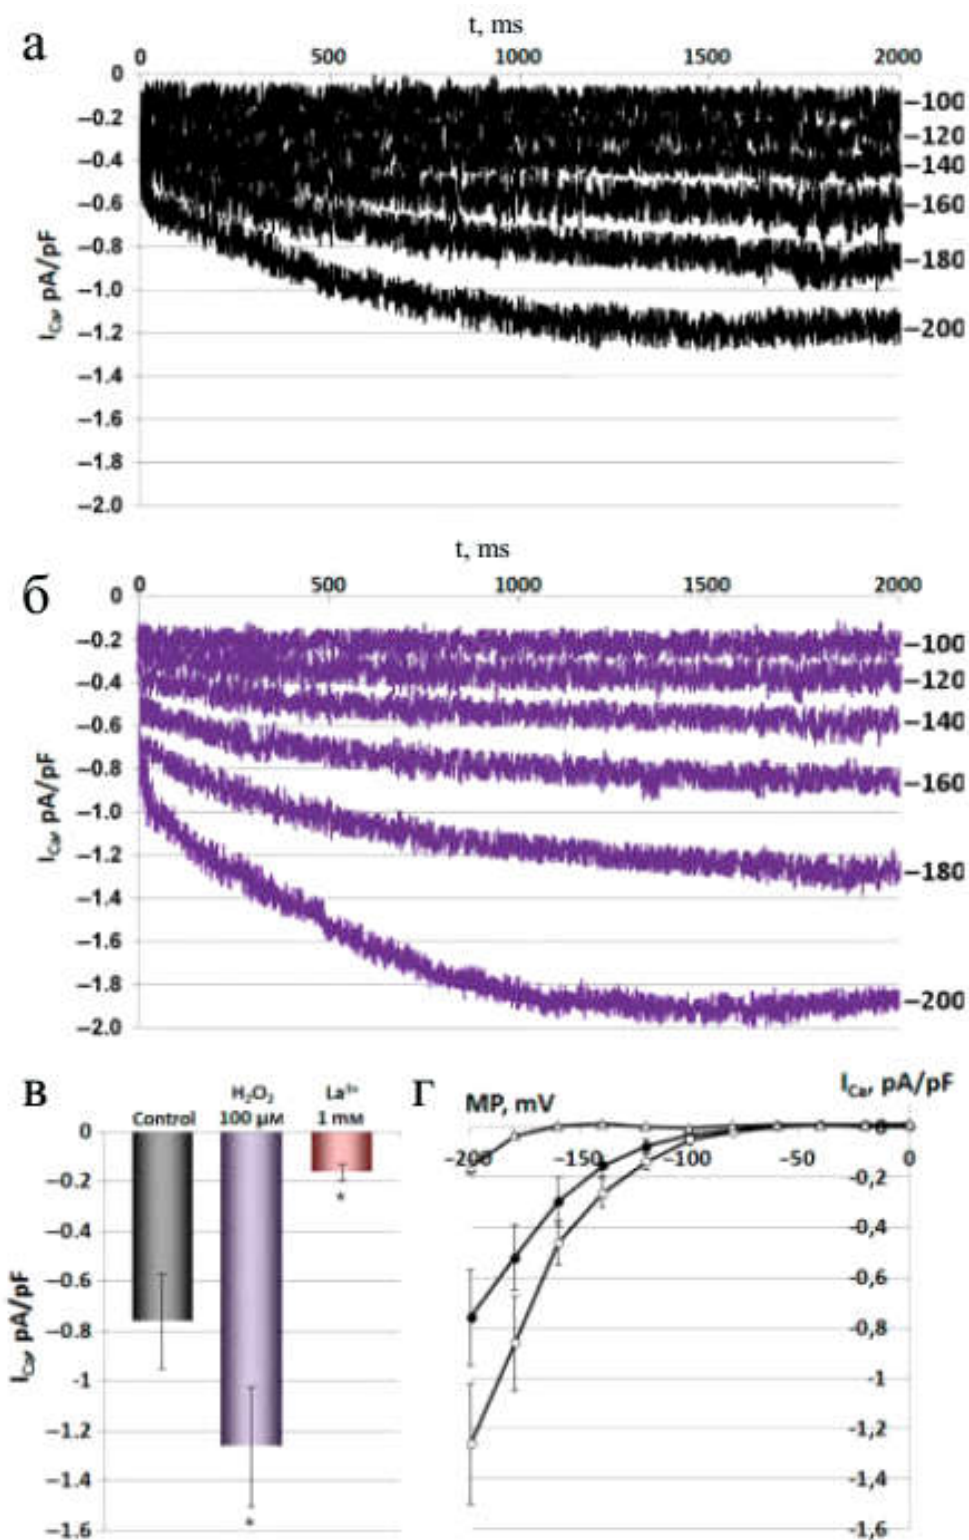 а
t, ms
0 500 1000 1500 2000
0
−0.2
−0.4
−0.6
−0.8
−1.0
−1.2
−1.4
−1.6
−1.8
−2.0
I_Ca, pA/pF
−100
−120
−140
−160
−180
−200
б
t, ms
0 500 1000 1500 2000
0
−0.2
−0.4
−0.6
−0.8
−1.0
−1.2
−1.4
−1.6
−1.8
−2.0
I_Ca, pA/pF
−100
−120
−140
−160
−180
−200
в
Control
H₂O₂
100 µM
La³⁺
1 mM
0
−0.2
−0.4
−0.6
−0.8
-1
−1.2
−1.4
−1.6
I_Ca, pA/pF
*
*
г
MP, mV
I_Ca, pA/pF
−200 −150 −100 −50 0
0
-0,2
-0,4
-0,6
-0,8
-1
-1,2
-1,4
-1,6